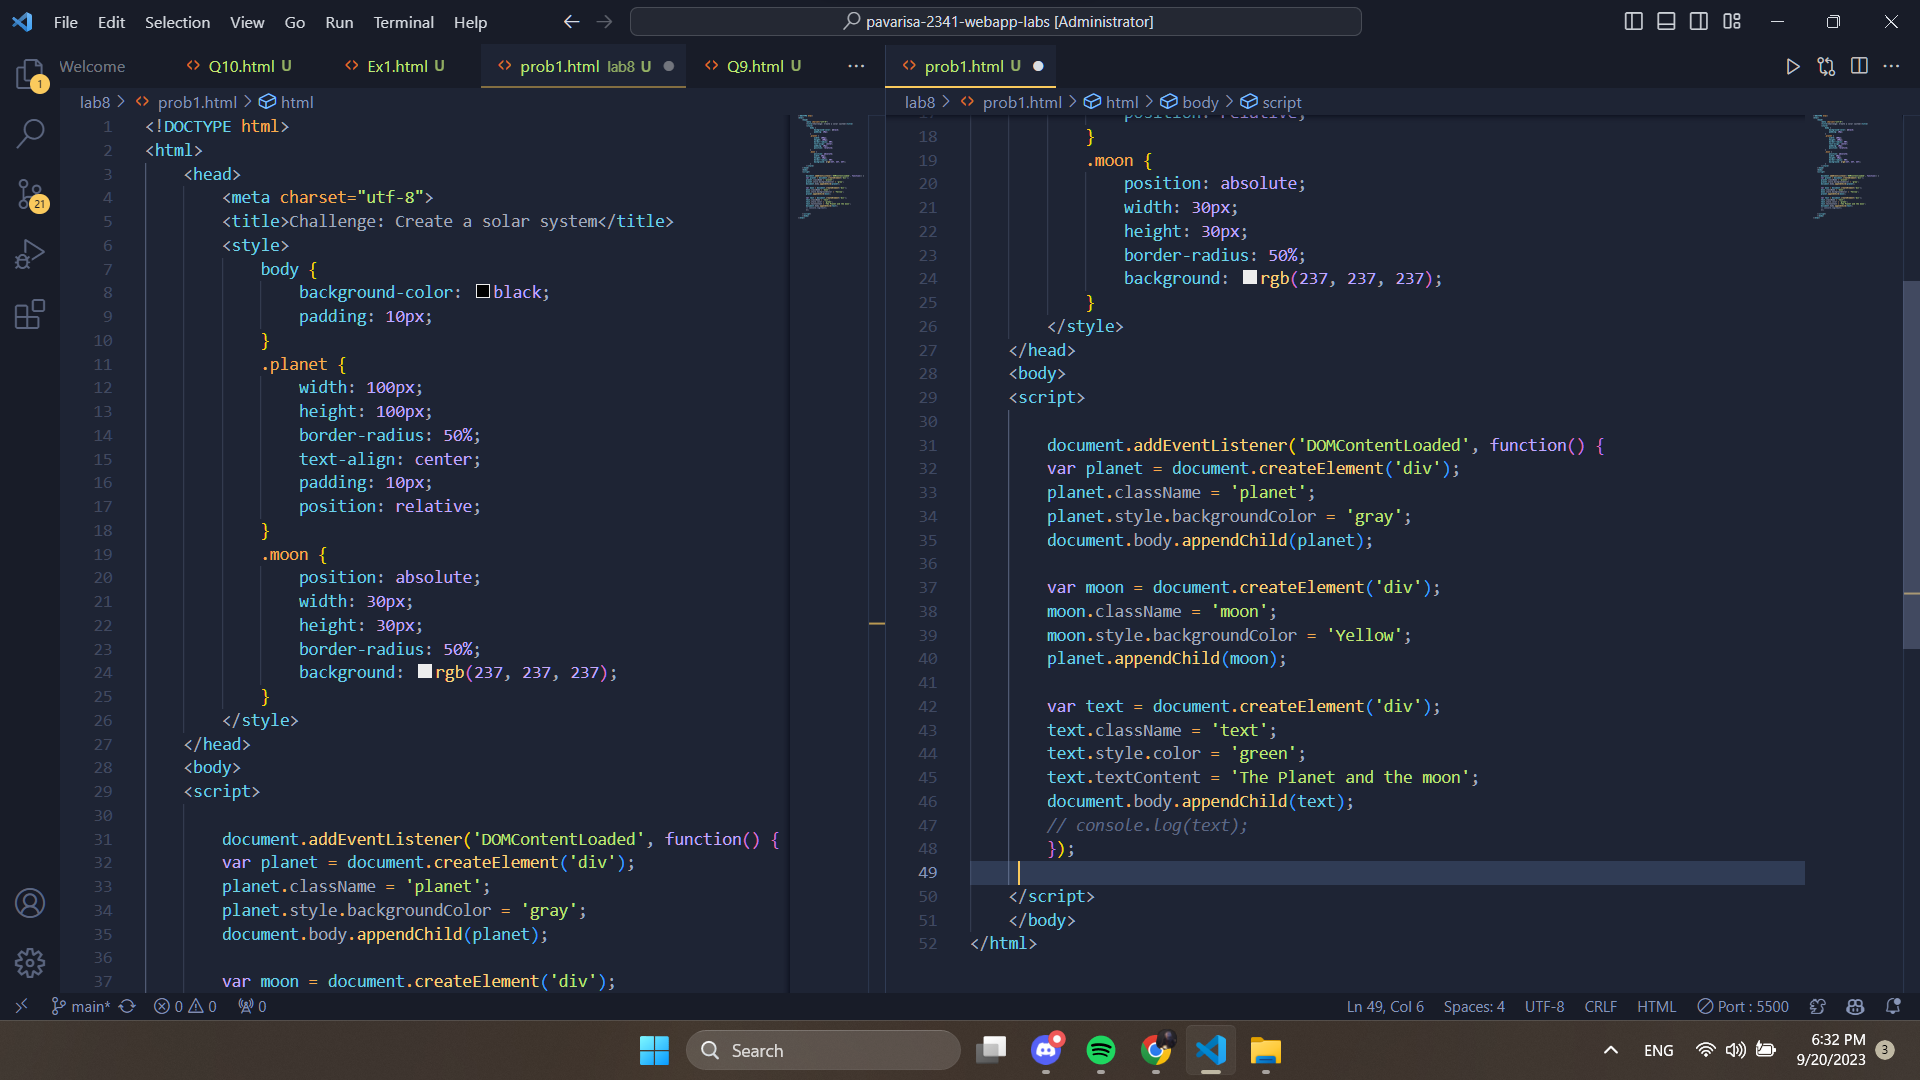 File Edit Selection View Go Run Terminal Help
pavarisa-2341-webapp-labs [Administrator]
Welcome Q10.html U Ex1.html U prob1.html lab8 U Q9.html U
prob1.html U
1
21
lab8 > prob1.html > html
1 <!DOCTYPE html>
2 <html>
3 <head>
4 <meta charset="utf-8">
5 <title>Challenge: Create a solar system</title>
6 <style>
7 body {
8 background-color: black;
9 padding: 10px;
10 }
11 .planet {
12 width: 100px;
13 height: 100px;
14 border-radius: 50%;
15 text-align: center;
16 padding: 10px;
17 position: relative;
18 }
19 .moon {
20 position: absolute;
21 width: 30px;
22 height: 30px;
23 border-radius: 50%;
24 background: rgb(237, 237, 237);
25 }
26 </style>
27 </head>
28 <body>
29 <script>
30
31 document.addEventListener('DOMContentLoaded', function() {
32 var planet = document.createElement('div');
33 planet.className = 'planet';
34 planet.style.backgroundColor = 'gray';
35 document.body.appendChild(planet);
36
37 var moon = document.createElement('div');
lab8 > prob1.html > html > body > script
17 position: relative;
18 }
19 .moon {
20 position: absolute;
21 width: 30px;
22 height: 30px;
23 border-radius: 50%;
24 background: rgb(237, 237, 237);
25 }
26 </style>
27 </head>
28 <body>
29 <script>
30
31 document.addEventListener('DOMContentLoaded', function() {
32 var planet = document.createElement('div');
33 planet.className = 'planet';
34 planet.style.backgroundColor = 'gray';
35 document.body.appendChild(planet);
36
37 var moon = document.createElement('div');
38 moon.className = 'moon';
39 moon.style.backgroundColor = 'Yellow';
40 planet.appendChild(moon);
41
42 var text = document.createElement('div');
43 text.className = 'text';
44 text.style.color = 'green';
45 text.textContent = 'The Planet and the moon';
46 document.body.appendChild(text);
47 // console.log(text);
48 });
49
50 </script>
51 </body>
52 </html>
main* 0 0 0
Ln 49, Col 6 Spaces: 4 UTF-8 CRLF HTML Port : 5500
Search
ENG
6:32 PM
9/20/2023
3